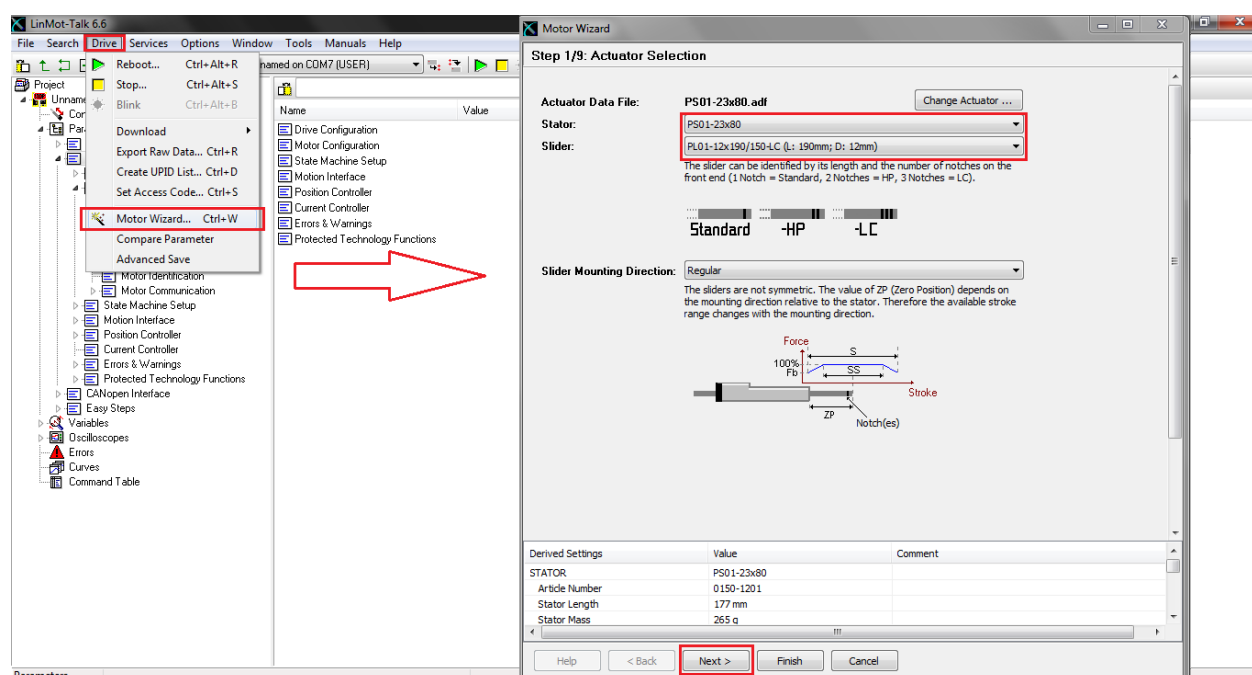 LinMot-Talk 6.6
File Search Drive Services Options Window Tools Manuals Help
named on COM7 (USER)
Reboot... Ctrl+Alt+R
Stop... Ctrl+Alt+S
Blink Ctrl+Alt+B
Download
Export Raw Data... Ctrl+R
Create UPID List... Ctrl+D
Set Access Code... Ctrl+S
Motor Wizard... Ctrl+W
Compare Parameter
Advanced Save
Project
Unname
Cor
Par
Motor Identification
Motor Communication
State Machine Setup
Motion Interface
Position Controller
Current Controller
Errors & Warnings
Protected Technology Functions
CANopen Interface
Easy Steps
Variables
Oscilloscopes
Errors
Curves
Command Table
Name Value
Drive Configuration
Motor Configuration
State Machine Setup
Motion Interface
Position Controller
Current Controller
Errors & Warnings
Protected Technology Functions
Motor Wizard
Step 1/9: Actuator Selection
Actuator Data File: PS01-23x80.adf Change Actuator ...
Stator: PS01-23x80
Slider: PL01-12x190/150-LC (L: 190mm; D: 12mm)
The slider can be identified by its length and the number of notches on the
front end (1 Notch = Standard, 2 Notches = HP, 3 Notches = LC).
Standard -HP -LC
Slider Mounting Direction: Regular
The sliders are not symmetric. The value of ZP (Zero Position) depends on
the mounting direction relative to the stator. Therefore the available stroke
range changes with the mounting direction.
Force
S
100%
Fb
SS
Stroke
ZP
Notch(es)
Derived Settings Value Comment
STATOR PS01-23x80
Article Number 0150-1201
Stator Length 177 mm
Stator Mass 265 g
Help < Back Next > Finish Cancel